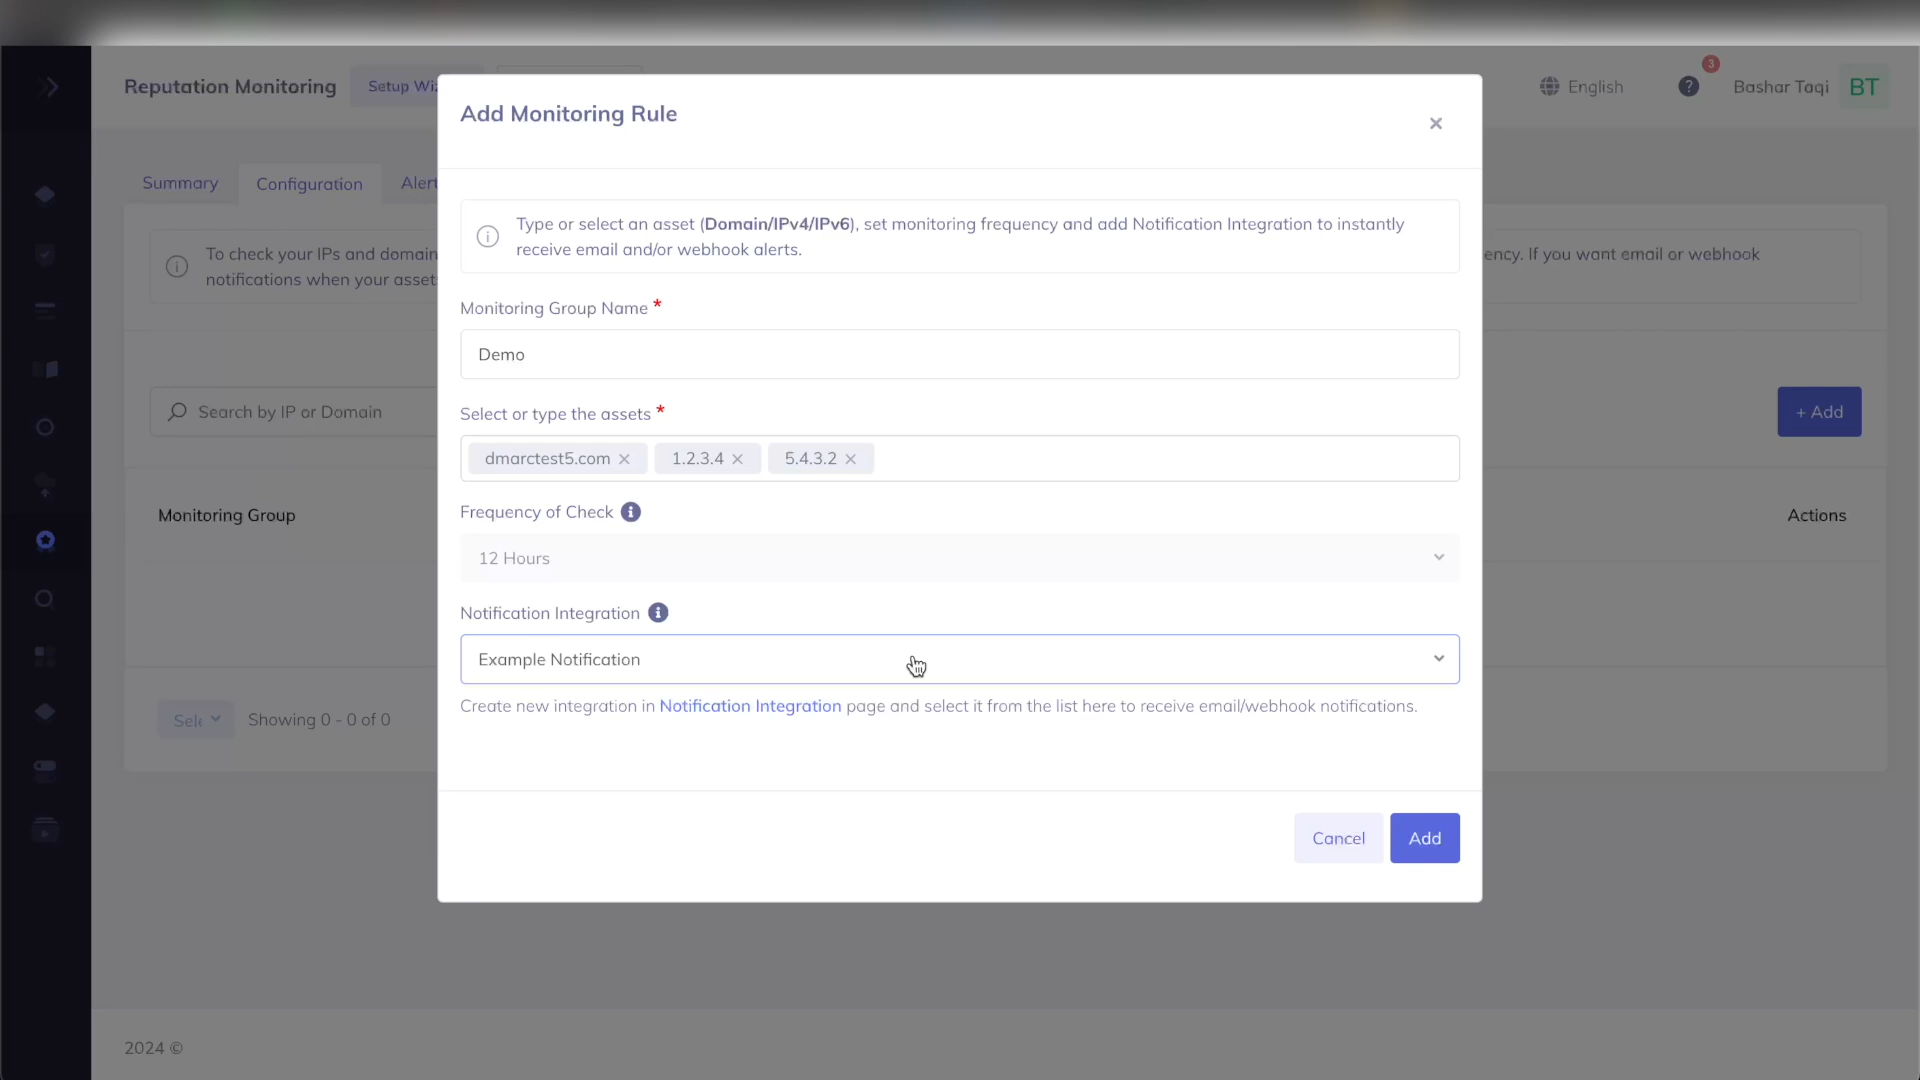 Reputation Monitoring
Setup Wiz
English
3
?
Bashar Taqi
BT
Summary
Configuration
Alert
To check your IPs and domain
notifications when your asset
ency. If you want email or webhook
Search by IP or Domain
+ Add
Monitoring Group
Actions
Sele
Showing 0 - 0 of 0
Add Monitoring Rule
Type or select an asset (Domain/IPv4/IPv6), set monitoring frequency and add Notification Integration to instantly
receive email and/or webhook alerts.
Monitoring Group Name *
Demo
Select or type the assets *
dmarctest5.com × 1.2.3.4 × 5.4.3.2 ×
Frequency of Check
12 Hours
Notification Integration
Example Notification
Create new integration in Notification Integration page and select it from the list here to receive email/webhook notifications.
Cancel
Add
2024 ©